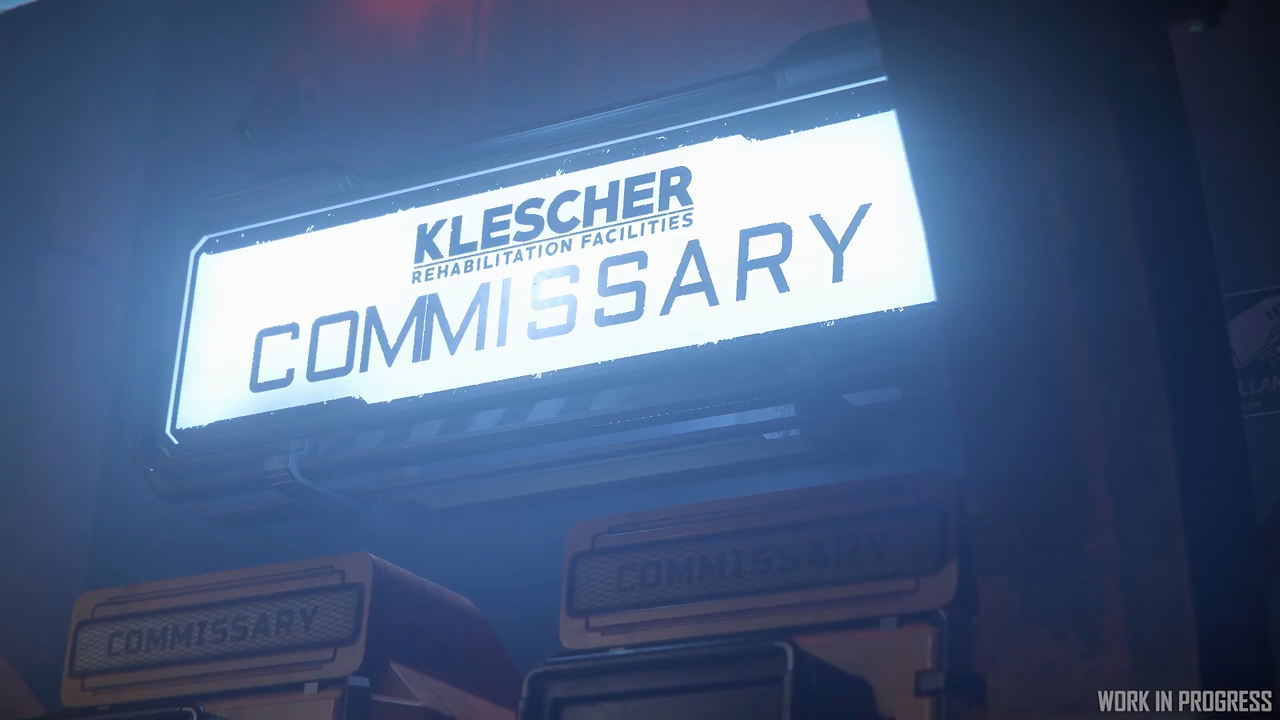 KLESCHER
REHABILITATION FACILITIES
COMMISSARY
COMMISSARY
COMMISSARY
WORK IN PROGRESS